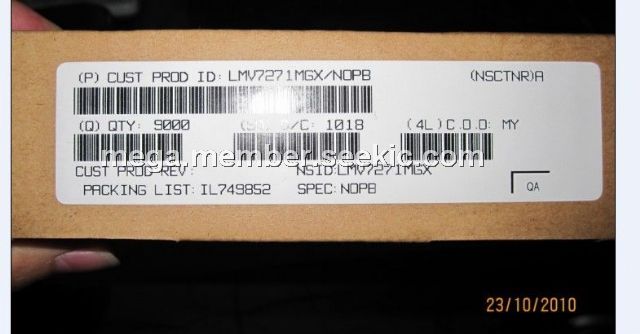 (P) CUST PROD ID: LMV7271MGX/NOPB (NSCTNR)A
(Q) QTY: 9000 D/C: 1018 (4L)C.O.O: MY
mega.member.seekic.com/
CUST PROD REV: NSID:LMV7271MGX
PACKING LIST: IL749852 SPEC: NOPB
QA
23/10/2010